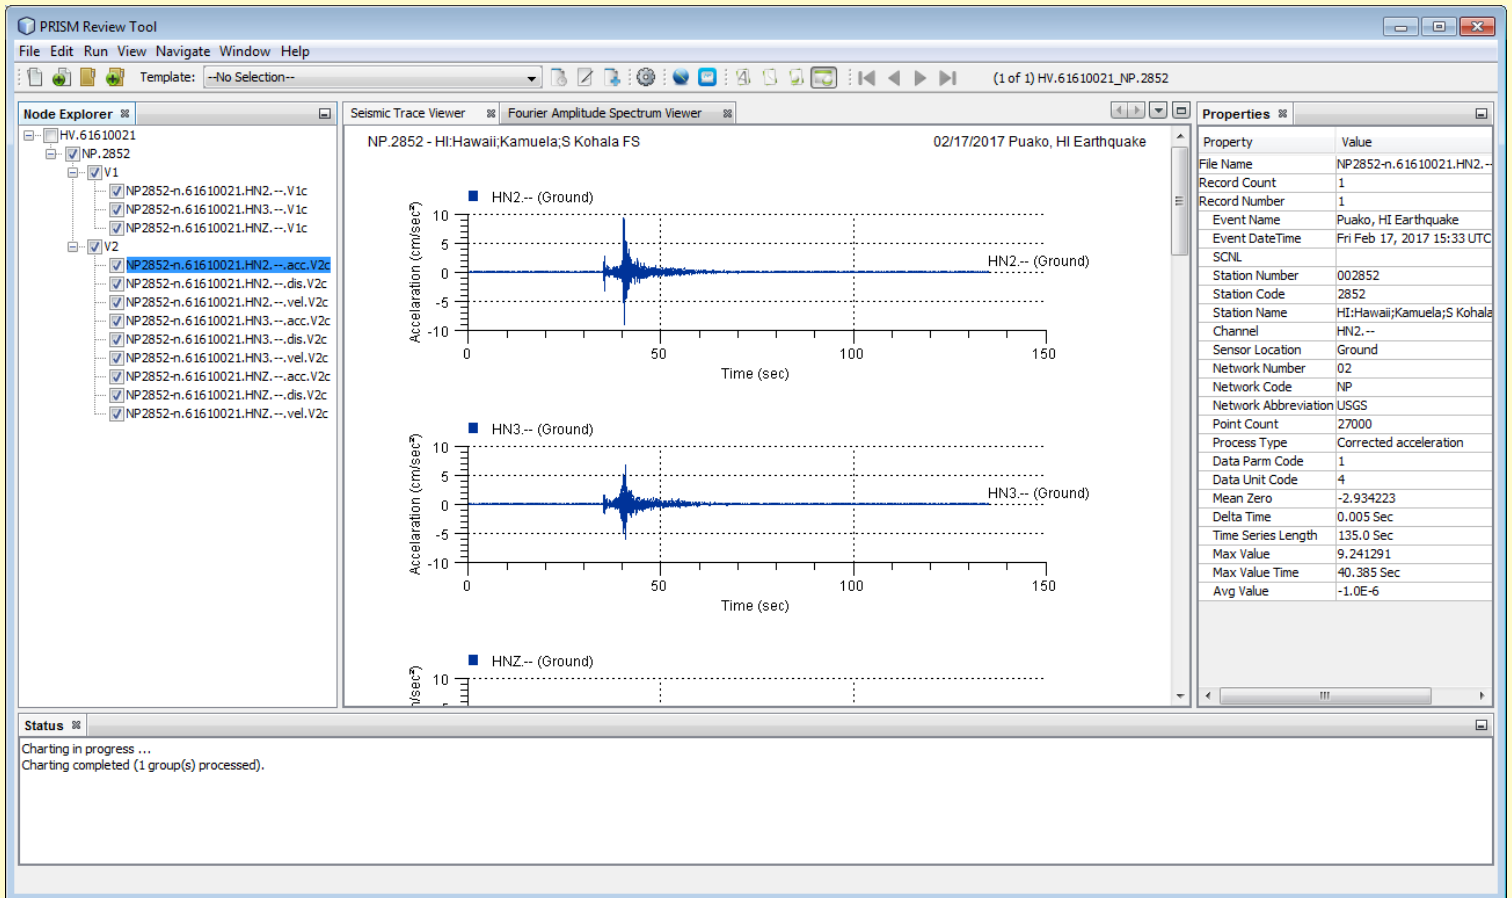 PRISM Review Tool
File Edit Run View Navigate Window Help
Template: --No Selection--
(1 of 1) HV.61610021_NP.2852
Node Explorer
HV.61610021
NP.2852
V1
NP2852-n.61610021.HN2.--.V1c
NP2852-n.61610021.HN3.--.V1c
NP2852-n.61610021.HNZ.--.V1c
V2
NP2852-n.61610021.HN2.--.acc.V2c
NP2852-n.61610021.HN2.--.dis.V2c
NP2852-n.61610021.HN2.--.vel.V2c
NP2852-n.61610021.HN3.--.acc.V2c
NP2852-n.61610021.HN3.--.dis.V2c
NP2852-n.61610021.HN3.--.vel.V2c
NP2852-n.61610021.HNZ.--.acc.V2c
NP2852-n.61610021.HNZ.--.dis.V2c
NP2852-n.61610021.HNZ.--.vel.V2c
Seismic Trace Viewer
Fourier Amplitude Spectrum Viewer
NP.2852 - HI:Hawaii;Kamuela;S Kohala FS
02/17/2017 Puako, HI Earthquake
HN2.-- (Ground)
Accelaration (cm/sec²)
10
5
0
-5
-10
HN2.-- (Ground)
0 50 100 150
Time (sec)
HN3.-- (Ground)
Accelaration (cm/sec²)
10
5
0
-5
-10
HN3.-- (Ground)
0 50 100 150
Time (sec)
HNZ.-- (Ground)
10
Properties
Property Value
File Name NP2852-n.61610021.HN2.--
Record Count 1
Record Number 1
Event Name Puako, HI Earthquake
Event DateTime Fri Feb 17, 2017 15:33 UTC
SCNL
Station Number 002852
Station Code 2852
Station Name HI:Hawaii;Kamuela;S Kohala
Channel HN2.--
Sensor Location Ground
Network Number 02
Network Code NP
Network Abbreviation USGS
Point Count 27000
Process Type Corrected acceleration
Data Parm Code 1
Data Unit Code 4
Mean Zero -2.934223
Delta Time 0.005 Sec
Time Series Length 135.0 Sec
Max Value 9.241291
Max Value Time 40.385 Sec
Avg Value -1.0E-6
Status
Charting in progress ...
Charting completed (1 group(s) processed).